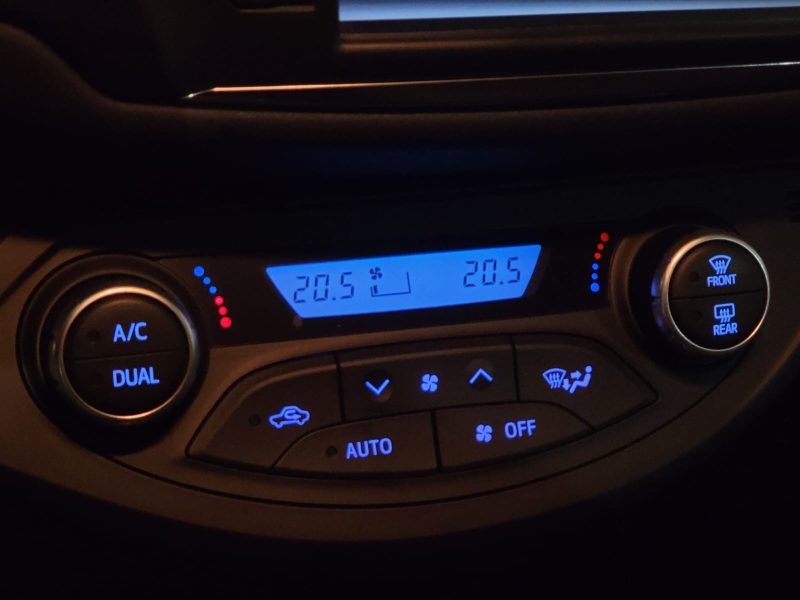 20.5 20.5
A/C
DUAL
FRONT
REAR
AUTO
OFF